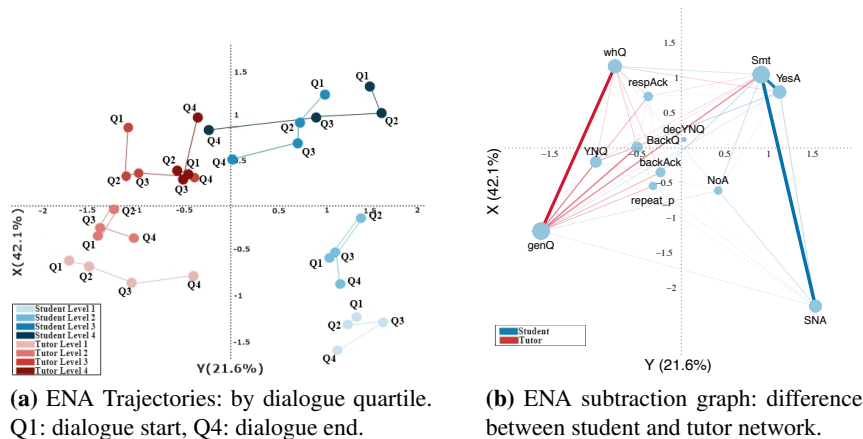 1.5
Q1
Q1
Q1
Q4
1
Q2
Q3
Q2
Q4
Q2
Q1
Q3
Q4
0.5
Q4
Q2
Q3
Q3
Q4
-2
-1
-0.5
0.5
1
1.5
2
X(42.1%)
Q3
Q2
Q1
Q4
Q2
-0.5
Q1
Q3
Q1
Q2
Q3
Q4
Q4
1
Q1
Q2
Q3
1.5
Q4
Y(21.6%)
Student Level 1
Student Level 2
Student Level 3
Student Level 4
Tutor Level 1
Tutor Level 2
Tutor Level 3
Tutor Level 4
(a) ENA Trajectories: by dialogue quartile.
Q1: dialogue start, Q4: dialogue end.
whQ
1.5
Smt
respAck
1
YesA
0.5
decYNQ
BackQ
YNQ
-1.5
-0.5
0.5
1
1.5
backAck
-0.5
NoA
repeat_p
-1
genQ
-1.5
-2
SNA
X (42.1%)
Student
Tutor
Y (21.6%)
(b) ENA subtraction graph: difference
between student and tutor network.